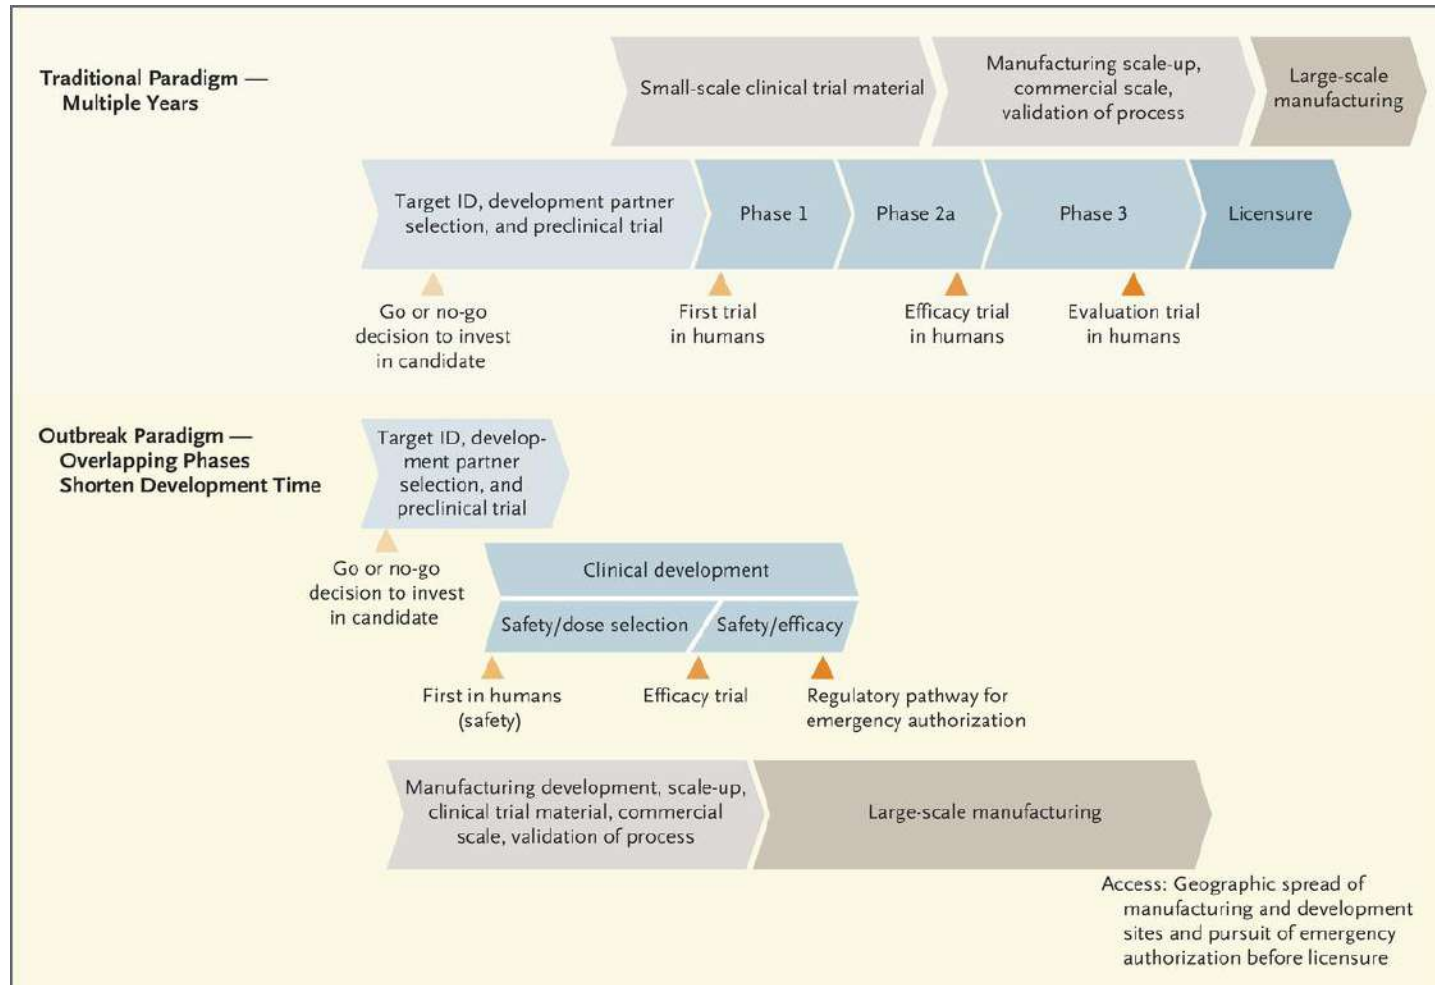 Traditional Paradigm —
Multiple Years
Small-scale clinical trial material
Manufacturing scale-up,
commercial scale,
validation of process
Large-scale
manufacturing
Target ID, development partner
selection, and preclinical trial
Phase 1
Phase 2a
Phase 3
Licensure
Go or no-go
decision to invest
in candidate
First trial
in humans
Efficacy trial
in humans
Evaluation trial
in humans
Outbreak Paradigm —
Overlapping Phases
Shorten Development Time
Target ID, develop-
ment partner
selection, and
preclinical trial
Go or no-go
decision to invest
in candidate
Clinical development
Safety/dose selection
Safety/efficacy
First in humans
(safety)
Efficacy trial
Regulatory pathway for
emergency authorization
Manufacturing development, scale-up,
clinical trial material, commercial
scale, validation of process
Large-scale manufacturing
Access: Geographic spread of
manufacturing and development
sites and pursuit of emergency
authorization before licensure